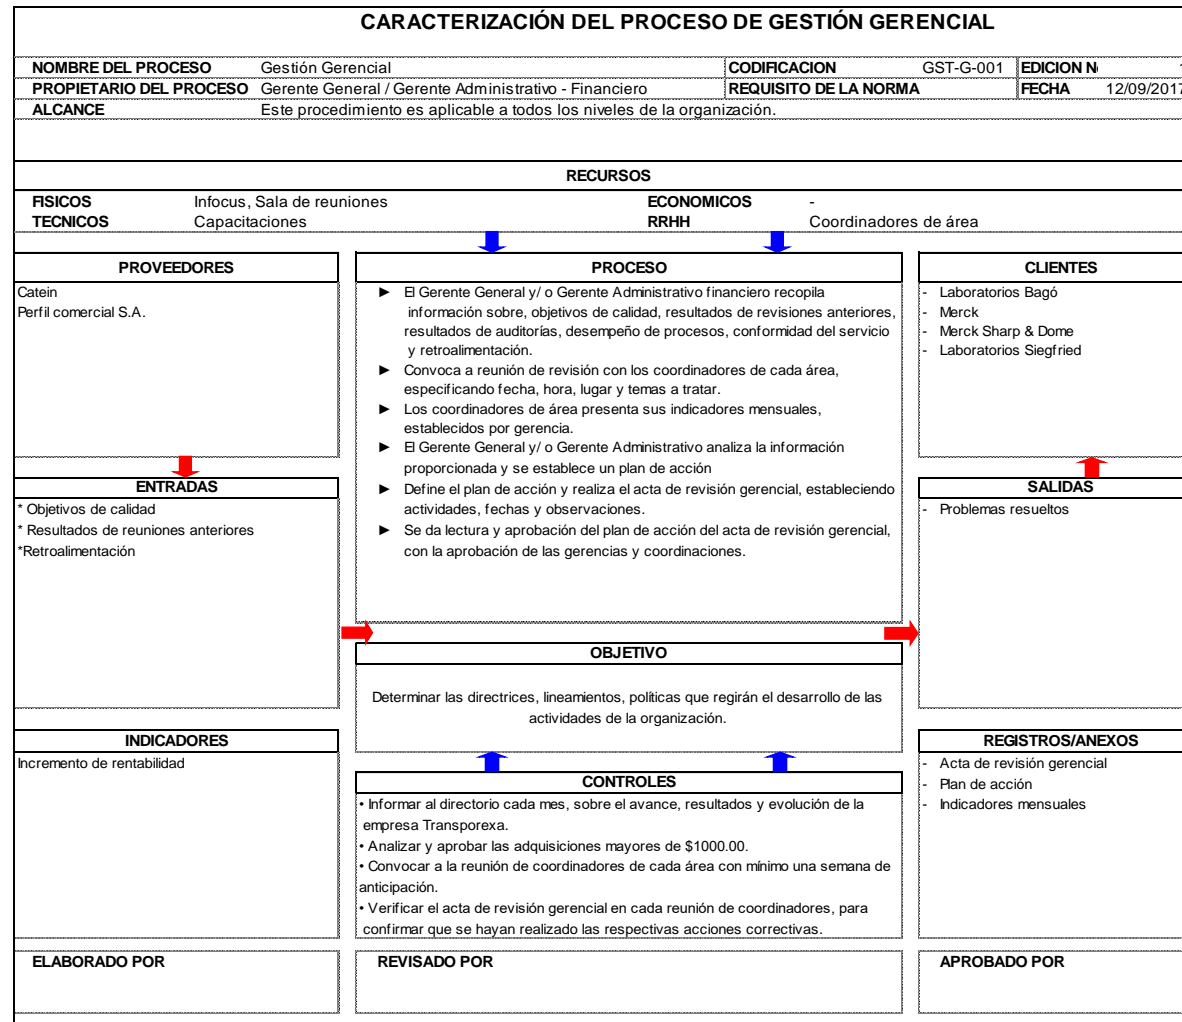 CARACTERIZACIÓN DEL PROCESO DE GESTIÓN GERENCIAL
NOMBRE DEL PROCESO Gestión Gerencial CODIFICACION GST-G-001 EDICION N 1
PROPIETARIO DEL PROCESO Gerente General / Gerente Administrativo - Financiero REQUISITO DE LA NORMA FECHA 12/09/2017
ALCANCE Este procedimiento es aplicable a todos los niveles de la organización.
RECURSOS
FISICOS Infocus, Sala de reuniones ECONOMICOS -
TECNICOS Capacitaciones RRHH Coordinadores de área
PROVEEDORES
Catein
Perfil comercial S.A.
PROCESO
► El Gerente General y/ o Gerente Administrativo financiero recopila
información sobre, objetivos de calidad, resultados de revisiones anteriores,
resultados de auditorías, desempeño de procesos, conformidad del servicio
y retroalimentación.
► Convoca a reunión de revisión con los coordinadores de cada área,
especificando fecha, hora, lugar y temas a tratar.
► Los coordinadores de área presenta sus indicadores mensuales,
establecidos por gerencia.
► El Gerente General y/ o Gerente Administrativo analiza la información
proporcionada y se establece un plan de acción
► Define el plan de acción y realiza el acta de revisión gerencial, estableciendo
actividades, fechas y observaciones.
► Se da lectura y aprobación del plan de acción del acta de revisión gerencial,
con la aprobación de las gerencias y coordinaciones.
CLIENTES
- Laboratorios Bagó
- Merck
- Merck Sharp & Dome
- Laboratorios Siegfried
ENTRADAS
* Objetivos de calidad
* Resultados de reuniones anteriores
*Retroalimentación
SALIDAS
- Problemas resueltos
OBJETIVO
Determinar las directrices, lineamientos, políticas que regirán el desarrollo de las
actividades de la organización.
INDICADORES
Incremento de rentabilidad
CONTROLES
• Informar al directorio cada mes, sobre el avance, resultados y evolución de la
empresa Transporexa.
• Analizar y aprobar las adquisiciones mayores de $1000.00.
• Convocar a la reunión de coordinadores de cada área con mínimo una semana de
anticipación.
• Verificar el acta de revisión gerencial en cada reunión de coordinadores, para
confirmar que se hayan realizado las respectivas acciones correctivas.
REGISTROS/ANEXOS
- Acta de revisión gerencial
- Plan de acción
- Indicadores mensuales
ELABORADO POR REVISADO POR APROBADO POR